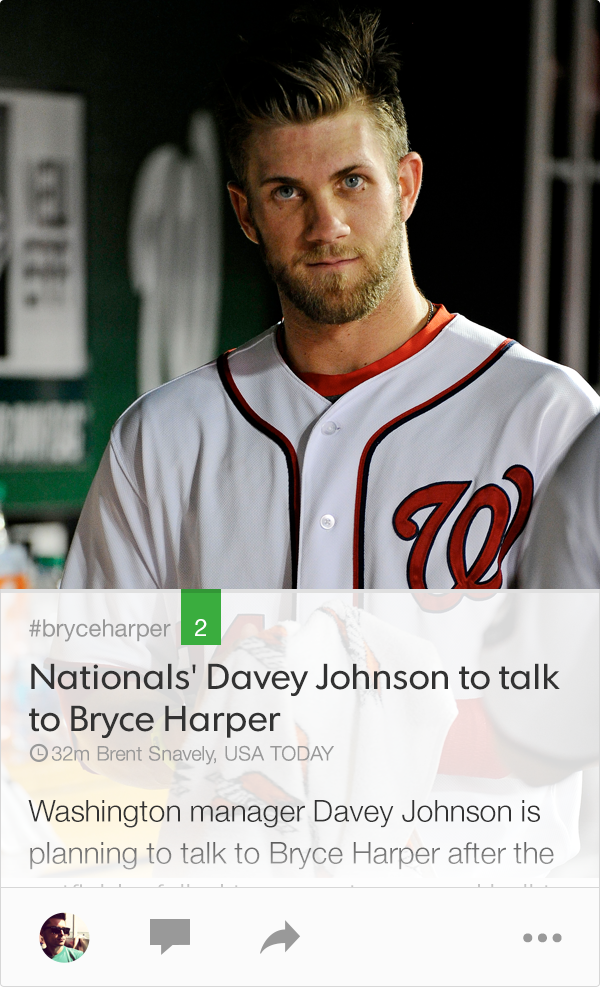 W
#bryceharper 2
Nationals' Davey Johnson to talk
to Bryce Harper
32m Brent Snavely, USA TODAY
Washington manager Davey Johnson is
planning to talk to Bryce Harper after the